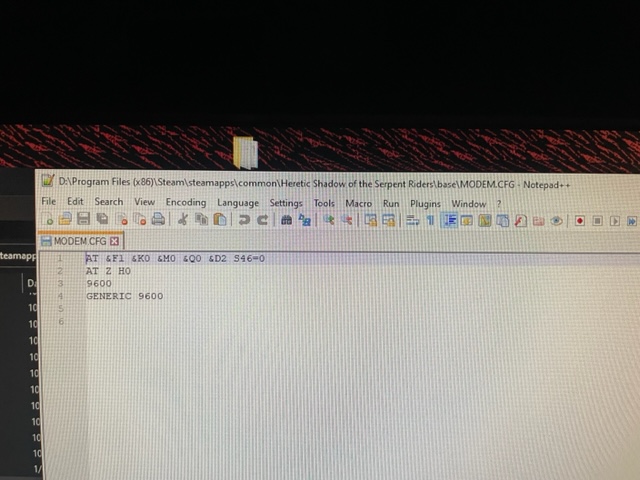 D:\Program Files (x86)\Steam\steamapps\common\Heretic Shadow of the Serpent Riders\base\MODEM.CFG - Notepad++
File Edit Search View Encoding Language Settings Tools Macro Run Plugins Window ?
MODEM.CFG
teamapp
1 AT &F1 &K0 &M0 &Q0 &D2 S46=0
2 AT Z H0
3 9600
4 GENERIC 9600
5
6
10
10
10
10
10
10
10
10
10
1/